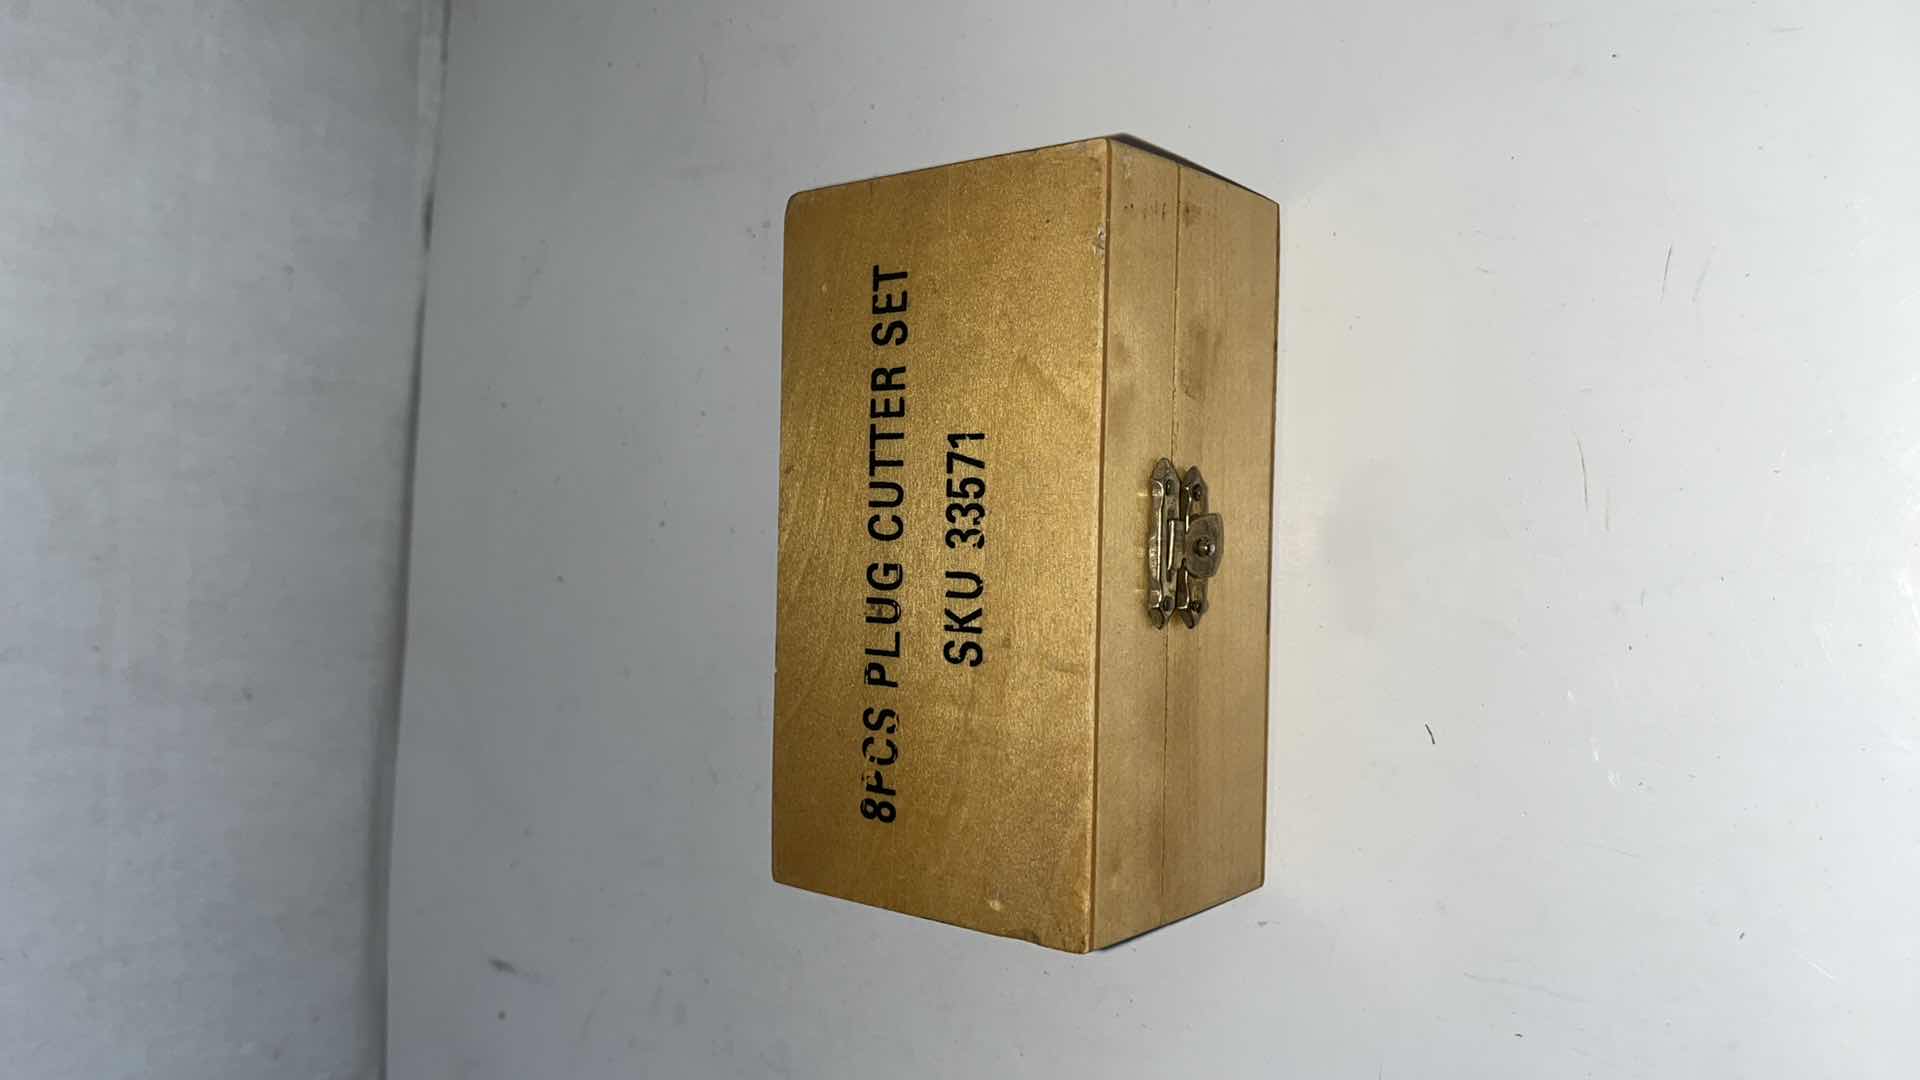 8PCS PLUG CUTTER SET
SKU 33571